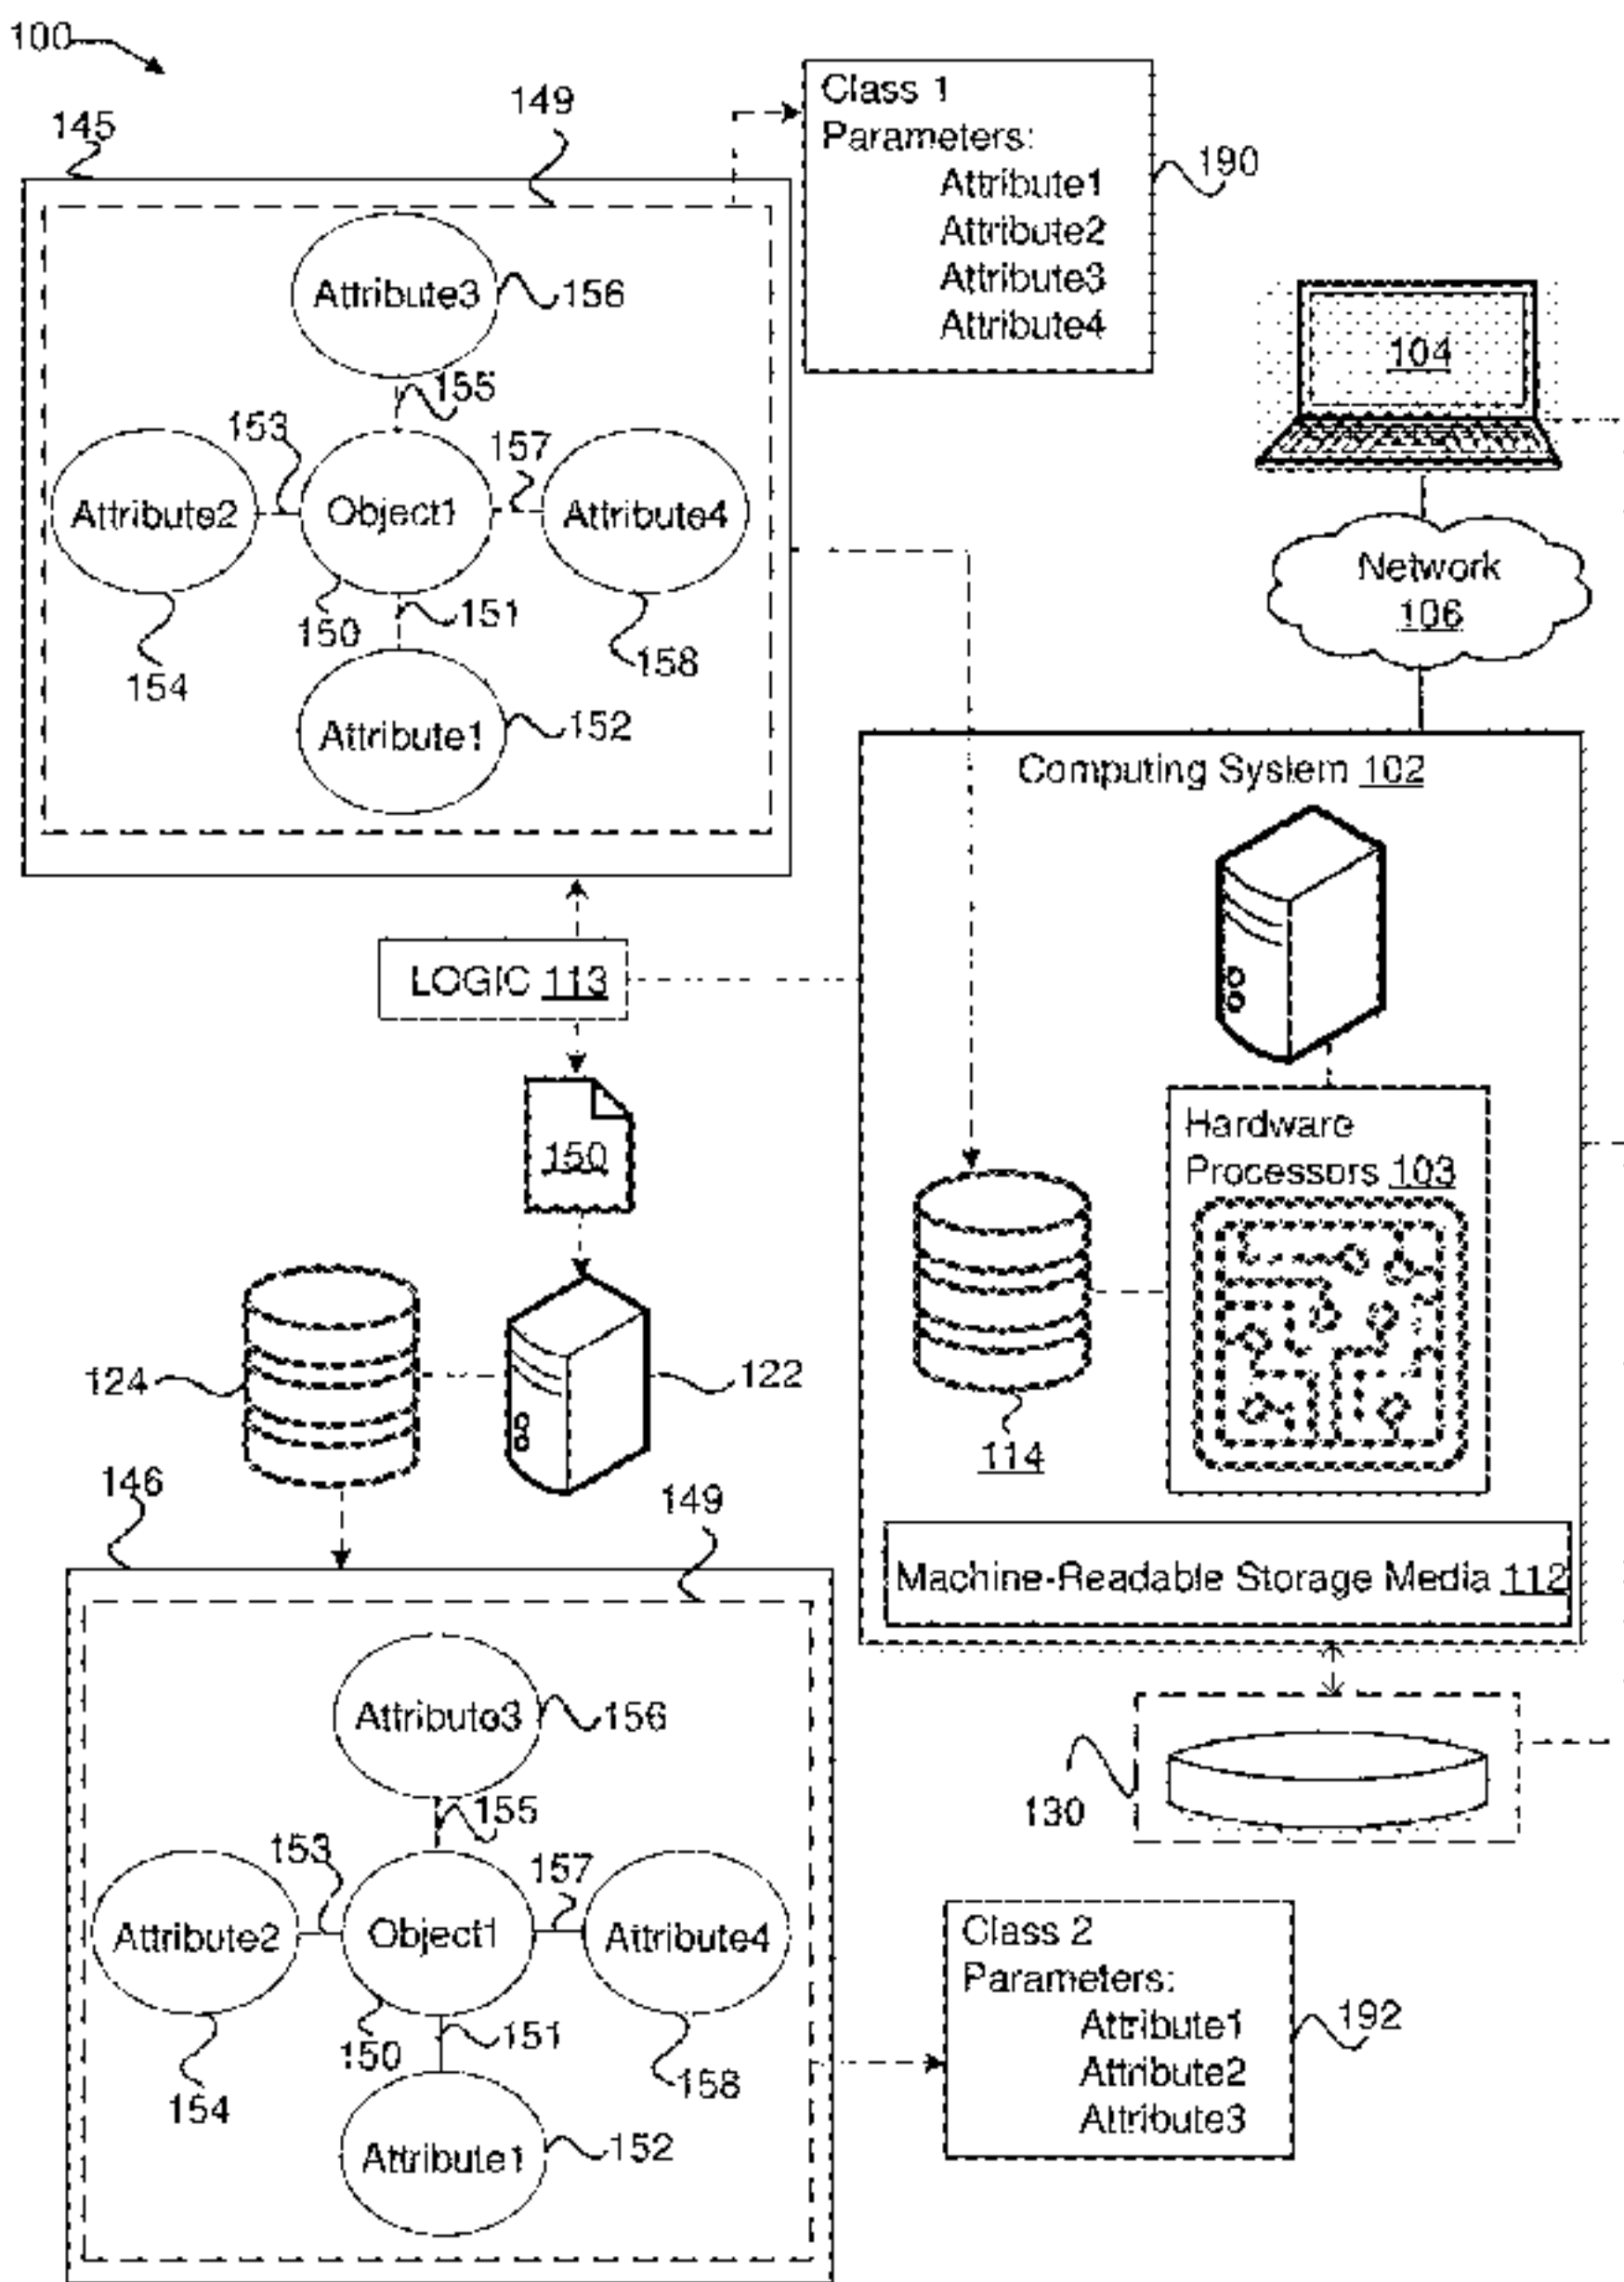 100
145
149
Class 1
Parameters:
Attribute1
Attribute2
Attribute3
Attribute4
190
Attribute3
156
155
153
157
Attribute2
Object1
Attribute4
150
151
154
158
Attribute1
152
104
Network
106
Computing System 102
LOGIC 113
150
Hardware
Processors 103
124
122
114
146
149
Machine-Readable Storage Media 112
130
Attribute3
156
155
153
157
Attribute2
Object1
Attribute4
150
151
154
158
Attribute1
152
Class 2
Parameters:
Attribute1
Attribute2
Attribute3
192